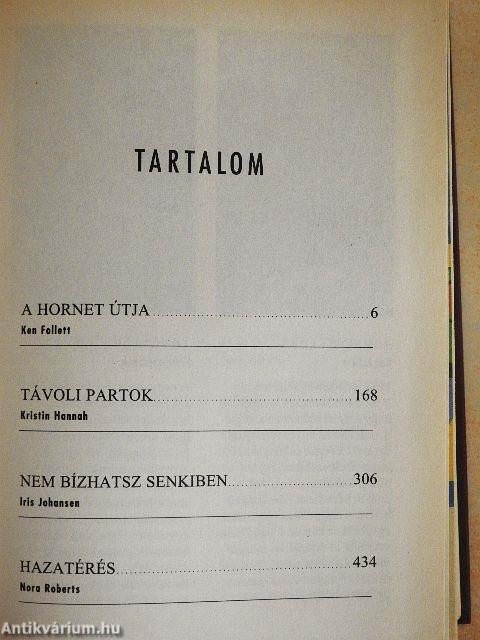 TARTALOM
A HORNET ÚTJA 6
Ken Follett
TÁVOLI PARTOK 168
Kristin Hannah
NEM BÍZHATSZ SENKIBEN 306
Iris Johansen
HAZATÉRÉS 434
Nora Roberts
Antikvárium.hu